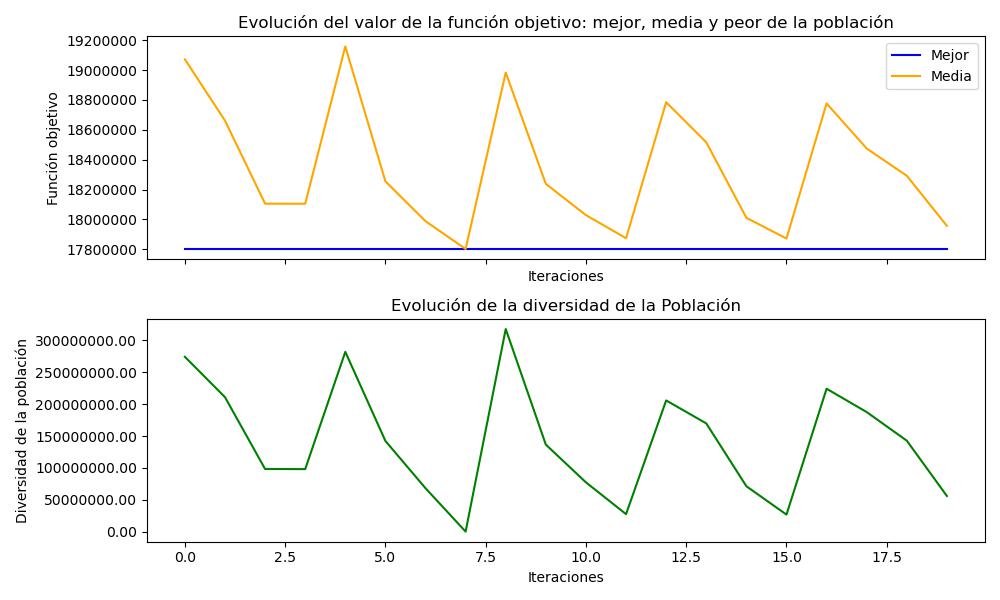 Evolución del valor de la función objetivo: mejor, media y peor de la población
Función objetivo
19200000
19000000
18800000
18600000
18400000
18200000
18000000
17800000
Mejor
Media
Iteraciones
Evolución de la diversidad de la Población
Diversidad de la población
300000000.00
250000000.00
200000000.00
150000000.00
100000000.00
50000000.00
0.00
0.0 2.5 5.0 7.5 10.0 12.5 15.0 17.5
Iteraciones